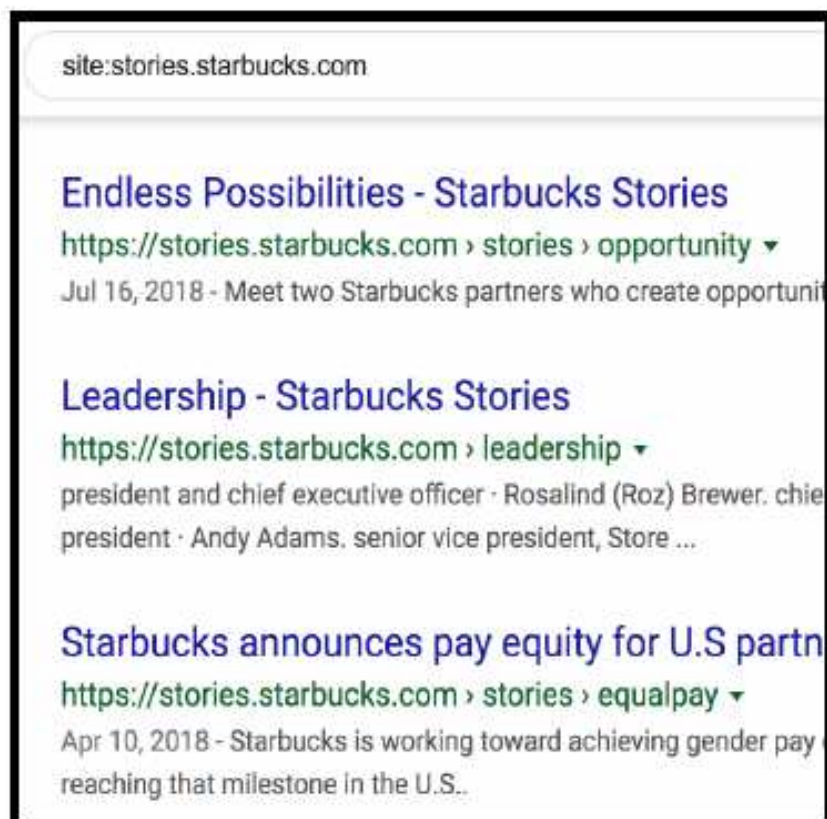 site:stories.starbucks.com
Endless Possibilities - Starbucks Stories
https://stories.starbucks.com › stories › opportunity
Jul 16, 2018 - Meet two Starbucks partners who create
Leadership - Starbucks Stories
https://stories.starbucks.com › leadership
president and chief executive officer · Rosalind (Roz) Brewer.
president · Andy Adams. senior vice president, Store ...
Starbucks announces pay equity for U.S
https://stories.starbucks.com › stories › equalpay
Apr 10, 2018 - Starbucks is working toward achieving gender pay
reaching that milestone in the U.S..